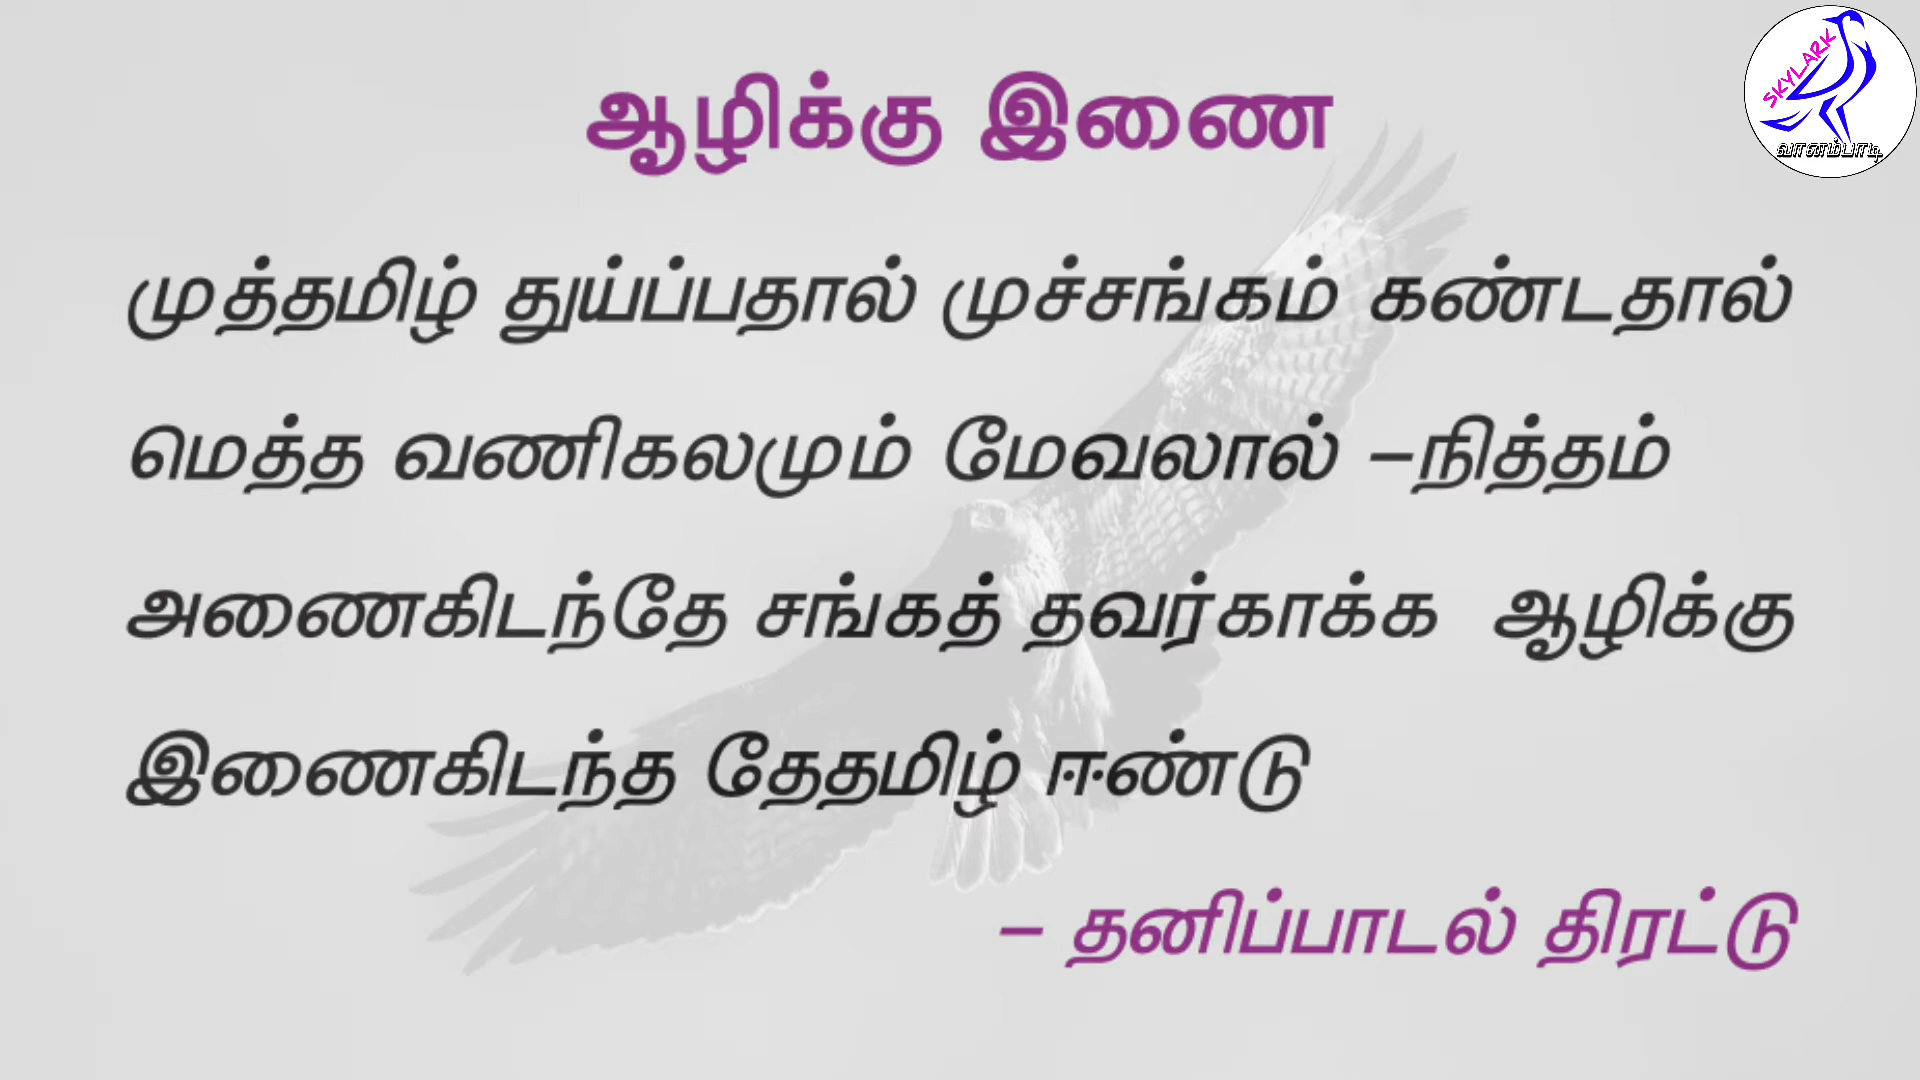 ஆழிக்கு இணை
SKYLARK
வானம்பாடி
முத்தமிழ் துய்ப்பதால் முச்சங்கம் கண்டதால்
மெத்த வணிகலமும் மேவலால் –நித்தம்
அணைகிடந்தே சங்கத் தவர்காக்க ஆழிக்கு
இணைகிடந்த தேதமிழ் ஈண்டு
– தனிப்பாடல் திரட்டு